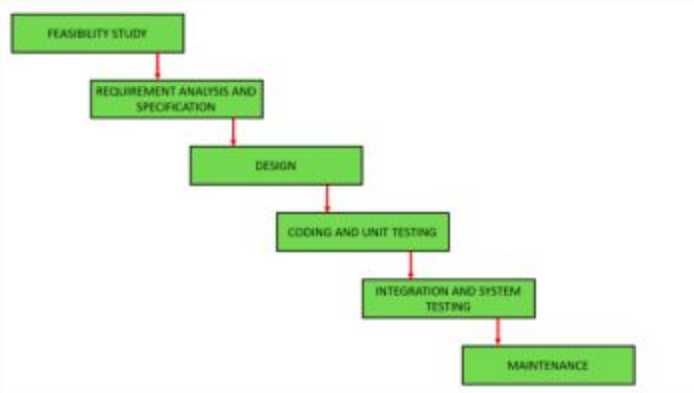 FEASIBILITY STUDY
REQUIREMENT ANALYSIS AND
SPECIFICATION
DESIGN
CODING AND UNIT TESTING
INTEGRATION AND SYSTEM
TESTING
MAINTENANCE